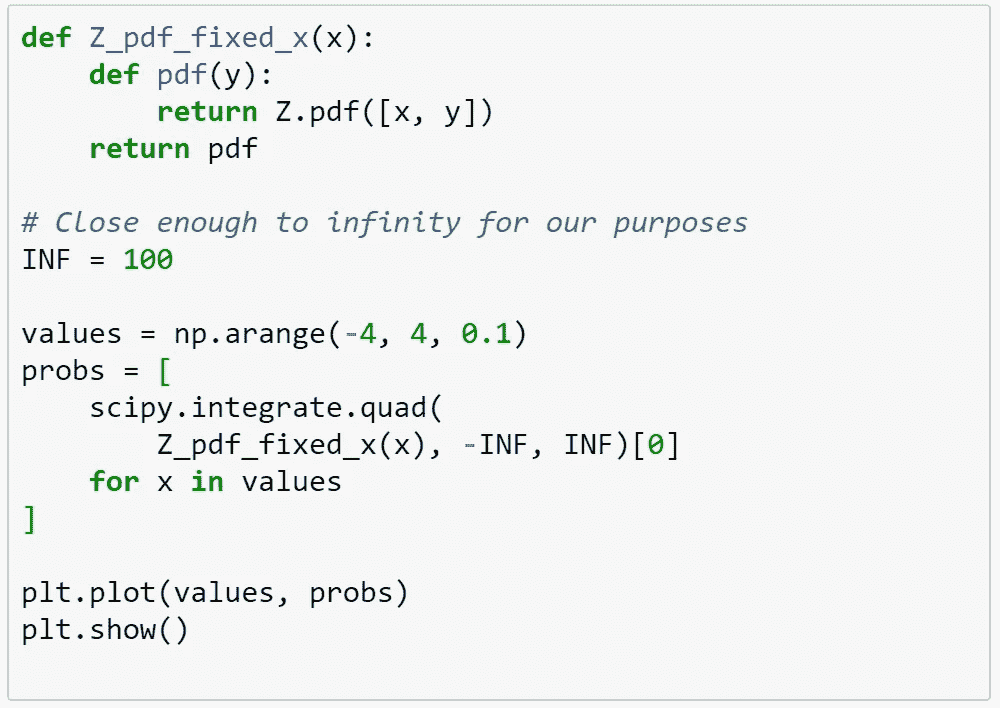 def Z_pdf_fixed_x(x):
    def pdf(y):
        return Z.pdf([x, y])
    return pdf

# Close enough to infinity for our purposes
INF = 100

values = np.arange(-4, 4, 0.1)
probs = [
    scipy.integrate.quad(
        Z_pdf_fixed_x(x), -INF, INF)[0]
    for x in values
]

plt.plot(values, probs)
plt.show()